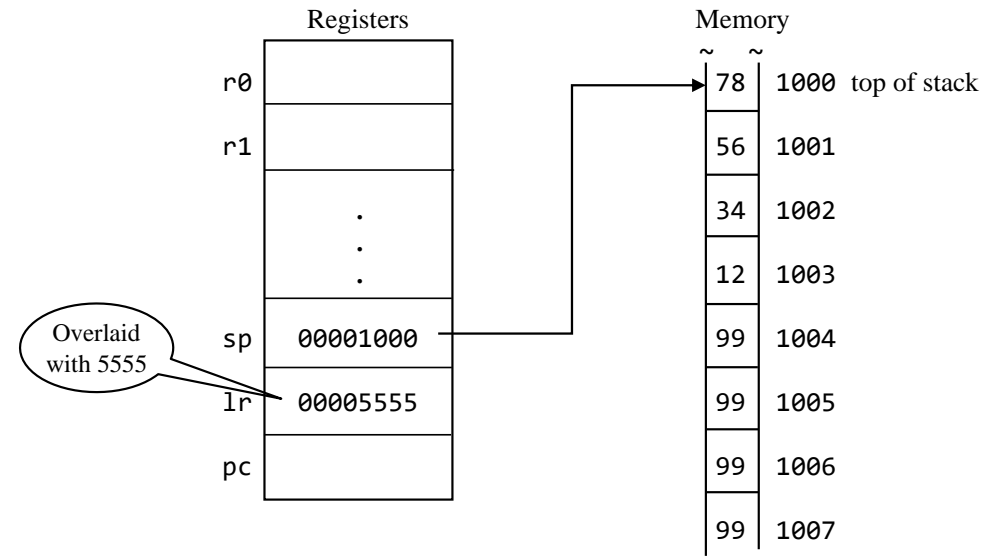 Registers
Memory
~ ~
r0
78 1000 top of stack
r1
56 1001
.
.
.
34 1002
12 1003
Overlaid
with 5555
sp 00001000
99 1004
lr 00005555
99 1005
pc
99 1006
99 1007